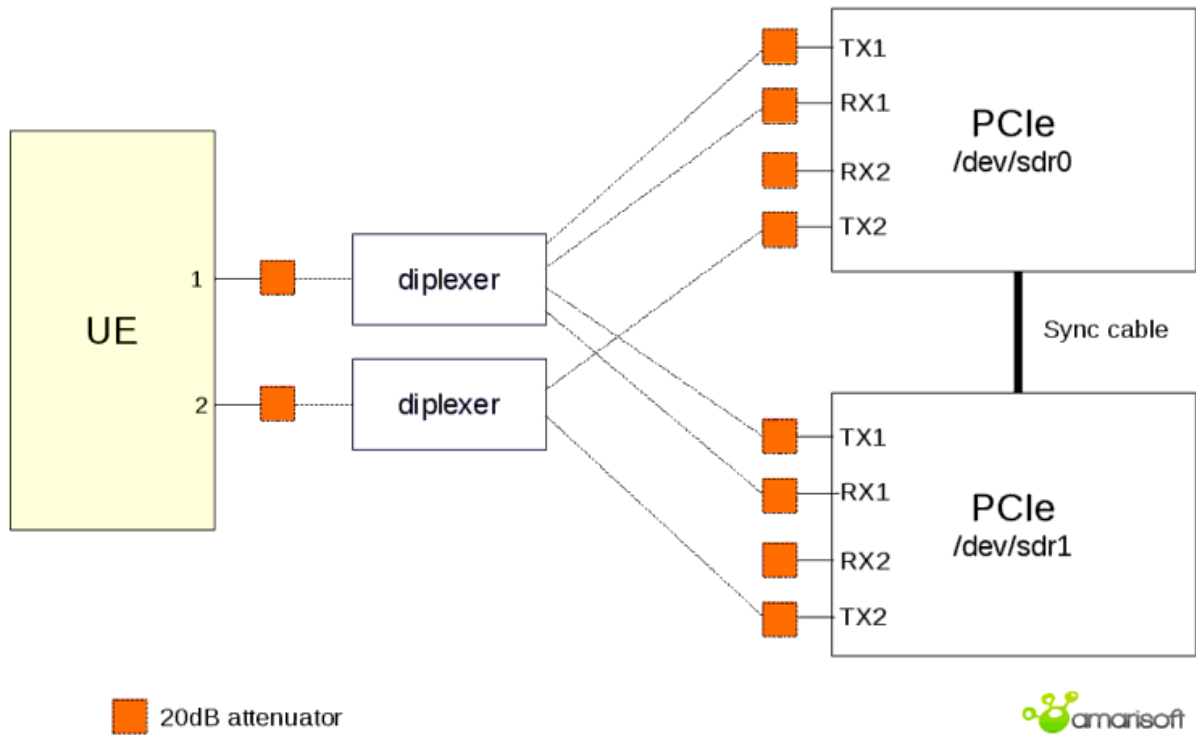 TX1
RX1
PCIe
/dev/sdr0
RX2
TX2
1
diplexer
UE
Sync cable
2
diplexer
TX1
RX1
PCIe
/dev/sdr1
RX2
TX2
20dB attenuator
amarisoft